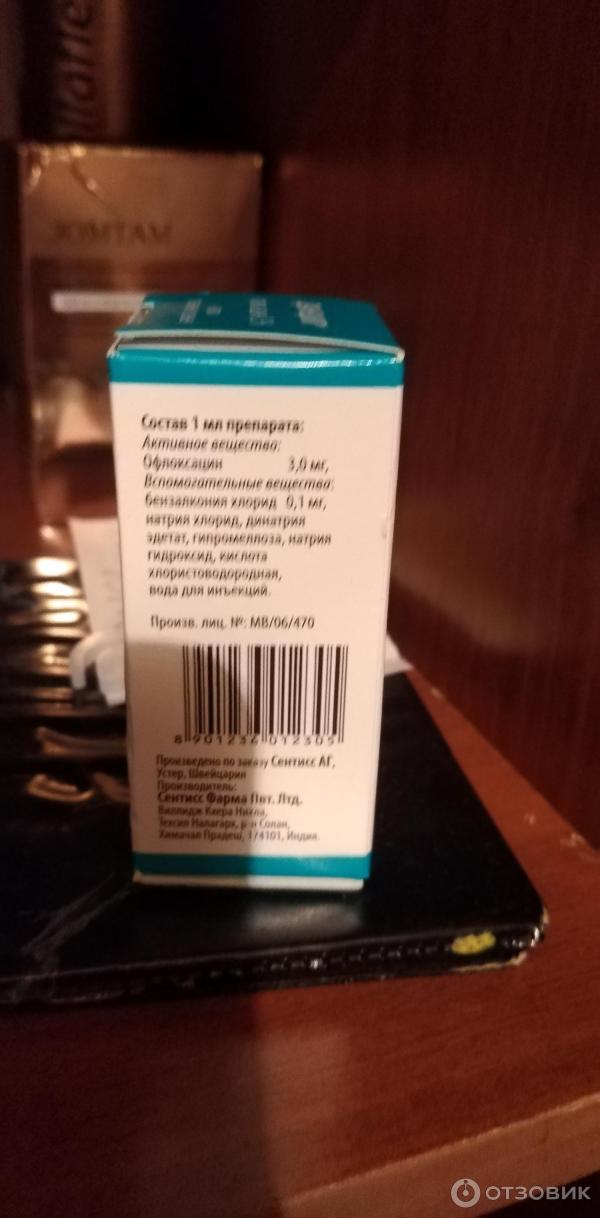 ЮМТАМ
Состав 1 мл препарата:
Активное вещество:
Офлоксацин 3,0 мг,
Вспомогательные вещества:
бензалкония хлорид 0,1 мг,
натрия хлорид, динатрия
эдетат, гипромеллоза, натрия
гидроксид, кислота
хлористоводородная,
вода для инъекций.
Произв. лиц. №: MB/06/470
8 901234 012305
Произведено по заказу Сентисс АГ,
Устер, Швейцария
Производитель:
Сентисс Фарма Пвт. Лтд.
Виллидж Кхера Нихла,
Техсил Налагарх, р-н Солан,
Химачал Прадеш, 174101, Индия.
ОТЗОВИК